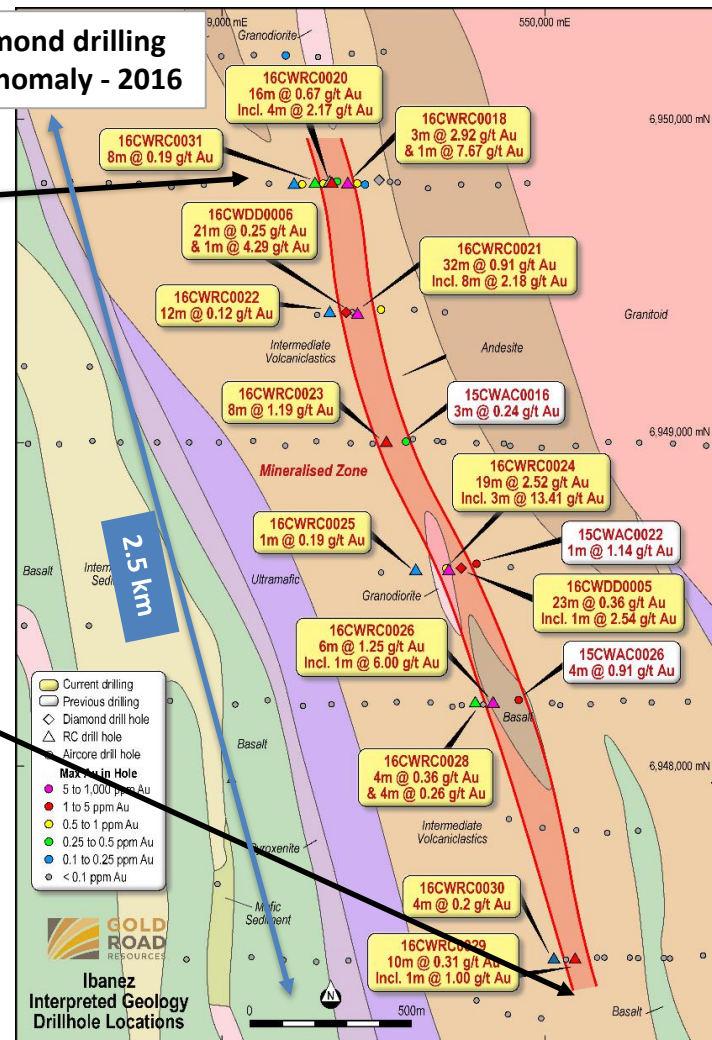 mond drilling
nomaly - 2016
9,000 mE
550,000 mE
Granodiorite
16CWRC0020
16m @ 0.67 g/t Au
Incl. 4m @ 2.17 g/t Au
16CWRC0018
3m @ 2.92 g/t Au
& 1m @ 7.67 g/t Au
6,950,000 mN
16CWRC0031
8m @ 0.19 g/t Au
16CWDD0006
21m @ 0.25 g/t Au
& 1m @ 4.29 g/t Au
16CWRC0021
32m @ 0.91 g/t Au
Incl. 8m @ 2.18 g/t Au
16CWRC0022
12m @ 0.12 g/t Au
Granitoid
Intermediate
Volcaniclastics
Andesite
16CWRC0023
8m @ 1.19 g/t Au
15CWAC0016
3m @ 0.24 g/t Au
6,949,000 mN
Mineralised Zone
16CWRC0024
19m @ 2.52 g/t Au
Incl. 3m @ 13.41 g/t Au
16CWRC0025
1m @ 0.19 g/t Au
15CWAC0022
1m @ 1.14 g/t Au
2.5 km
Basalt
Ultramafic
Granodiorite
16CWDD0005
23m @ 0.36 g/t Au
Incl. 1m @ 2.54 g/t Au
16CWRC0026
6m @ 1.25 g/t Au
Incl. 1m @ 6.00 g/t Au
15CWAC0026
4m @ 0.91 g/t Au
Basalt
Basalt
16CWRC0028
4m @ 0.36 g/t Au
& 4m @ 0.26 g/t Au
6,948,000 mN
Intermediate
Volcaniclastics
Current drilling
Previous drilling
Diamond drill hole
RC drill hole
Aircore drill hole
Max Au in Hole
5 to 1,000 ppm Au
1 to 5 ppm Au
0.5 to 1 ppm Au
0.25 to 0.5 ppm Au
0.1 to 0.25 ppm Au
< 0.1 ppm Au
Pyroxenite
Mafic
Sediment
16CWRC0030
4m @ 0.2 g/t Au
16CWRC0029
10m @ 0.31 g/t Au
Incl. 1m @ 1.00 g/t Au
GOLD
ROAD
RESOURCES
Ibanez
Interpreted Geology
Drillhole Locations
N
0
500m
Basalt